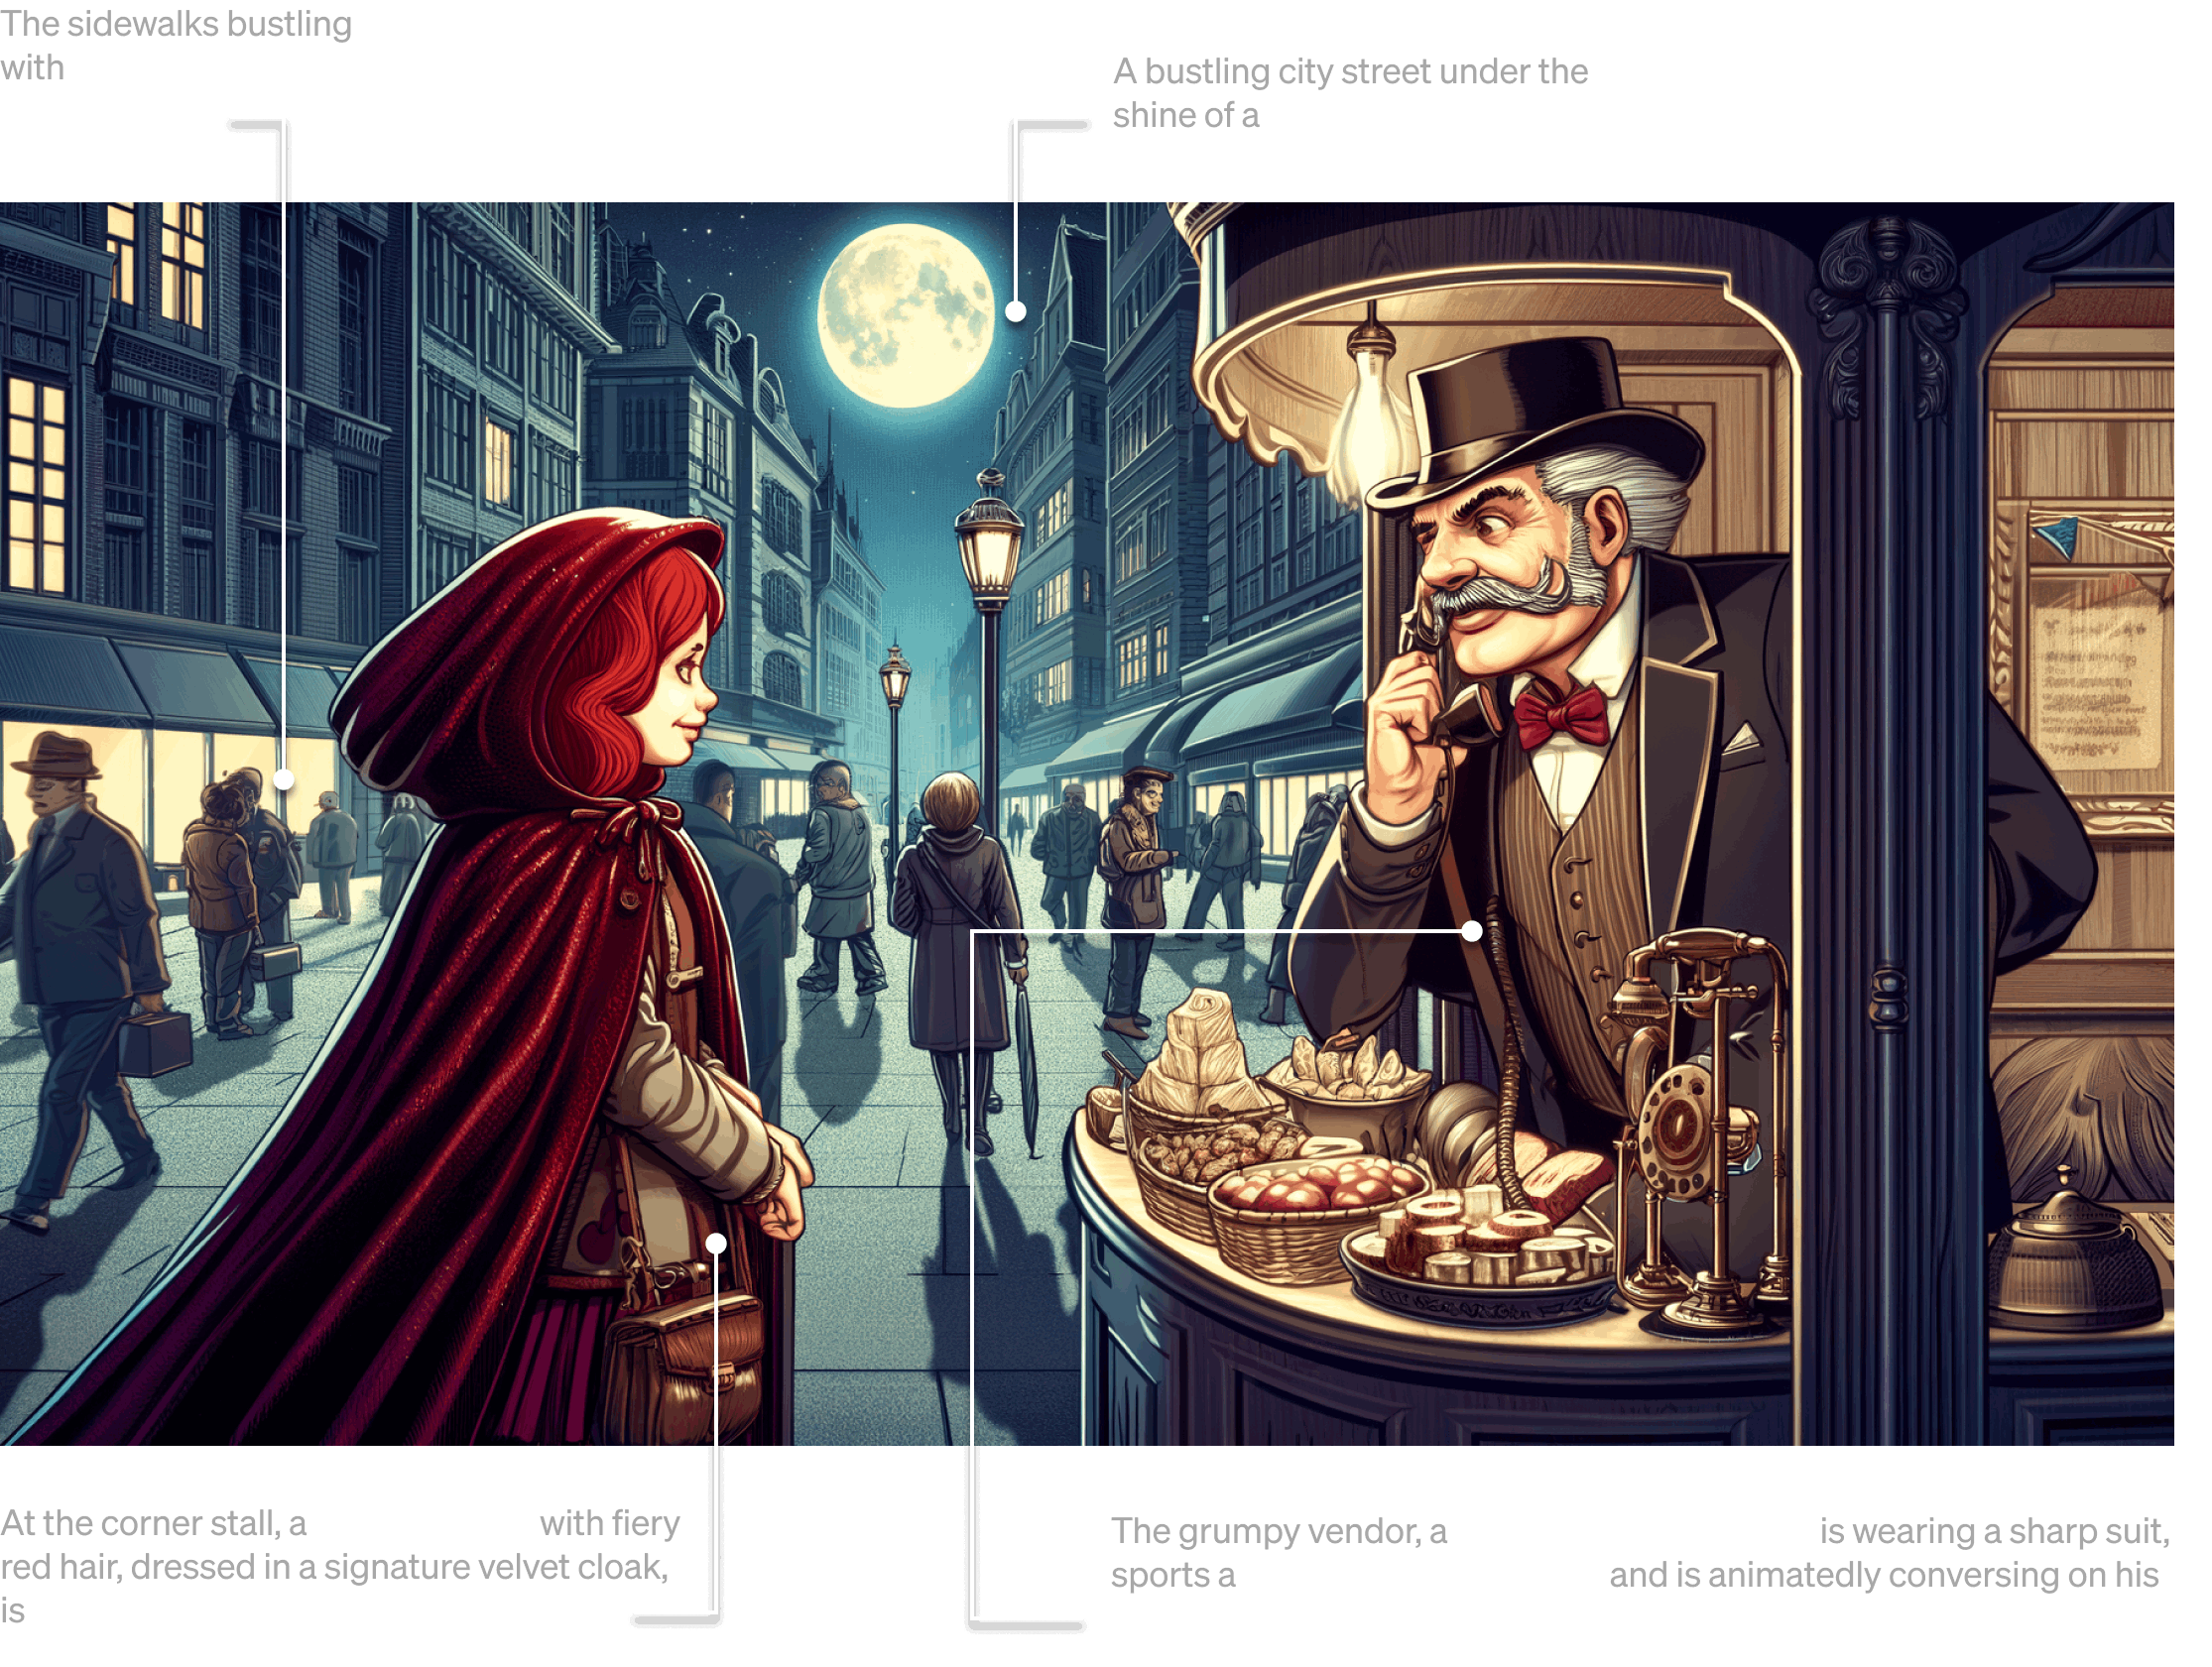 The sidewalks bustling
with
A bustling city street under the
shine of a
At the corner stall, a with fiery
red hair, dressed in a signature velvet cloak,
is
The grumpy vendor, a is wearing a sharp suit,
sports a and is animatedly conversing on his